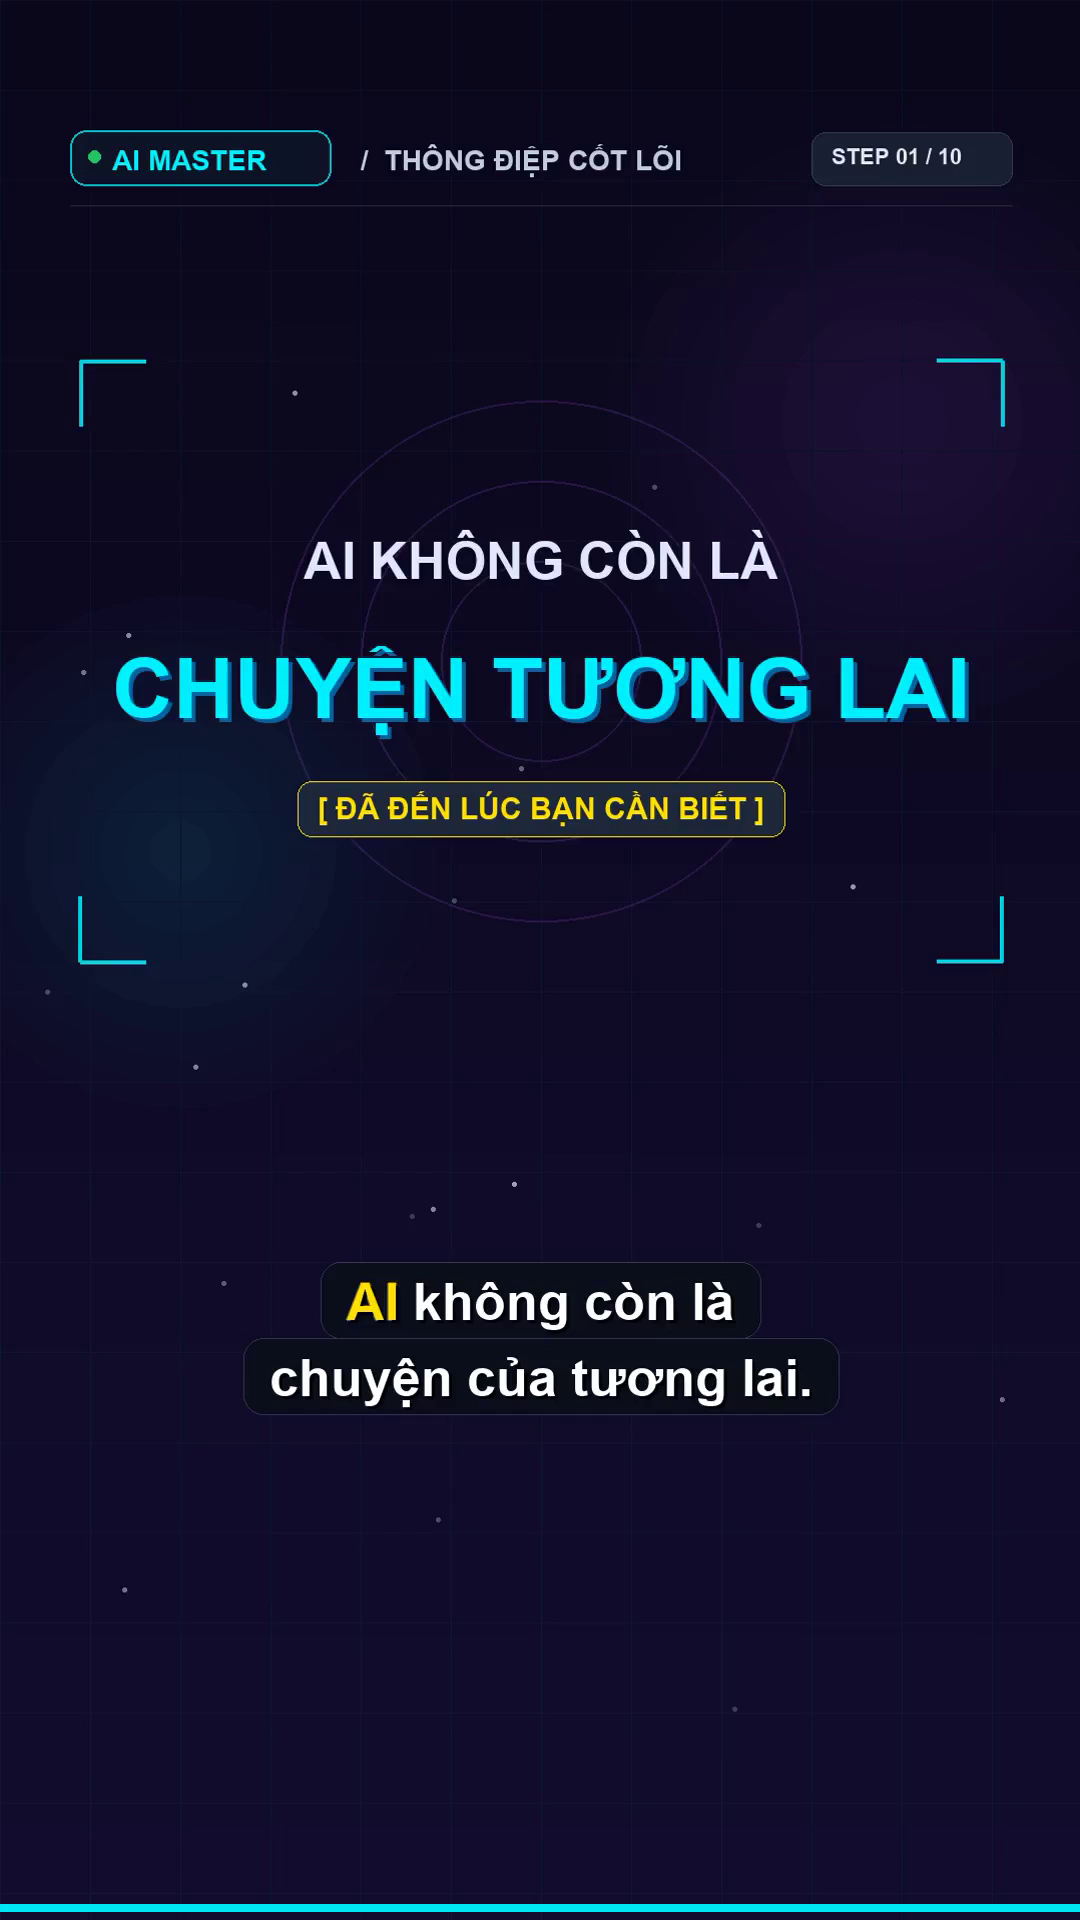 AI MASTER / THÔNG ĐIỆP CỐT LÕI STEP 01 / 10
AI KHÔNG CÒN LÀ
CHUYỆN TƯƠNG LAI
[ ĐÃ ĐẾN LÚC BẠN CẦN BIẾT ]
AI không còn là
chuyện của tương lai.